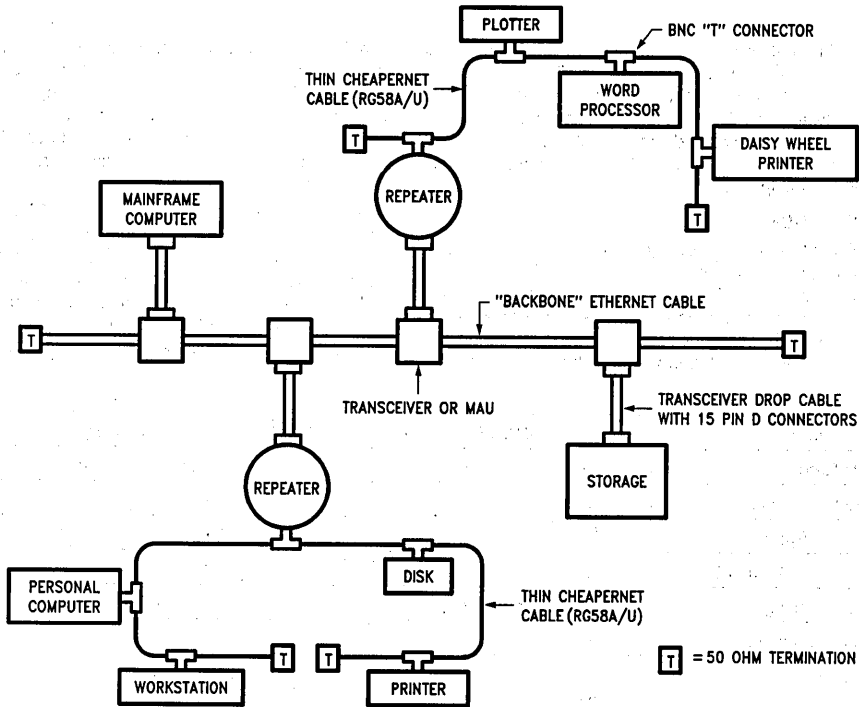 PLOTTER
BNC "T" CONNECTOR
THIN CHEAPERNET
CABLE (RG58A/U)
WORD
PROCESSOR
T
DAISY WHEEL
PRINTER
MAINFRAME
COMPUTER
REPEATER
T
"BACKBONE" ETHERNET CABLE
T
T
TRANSCEIVER OR MAU
TRANSCEIVER DROP CABLE
WITH 15 PIN D CONNECTORS
REPEATER
STORAGE
PERSONAL
COMPUTER
DISK
THIN CHEAPERNET
CABLE (RG58A/U)
T
T
T = 50 OHM TERMINATION
WORKSTATION
PRINTER